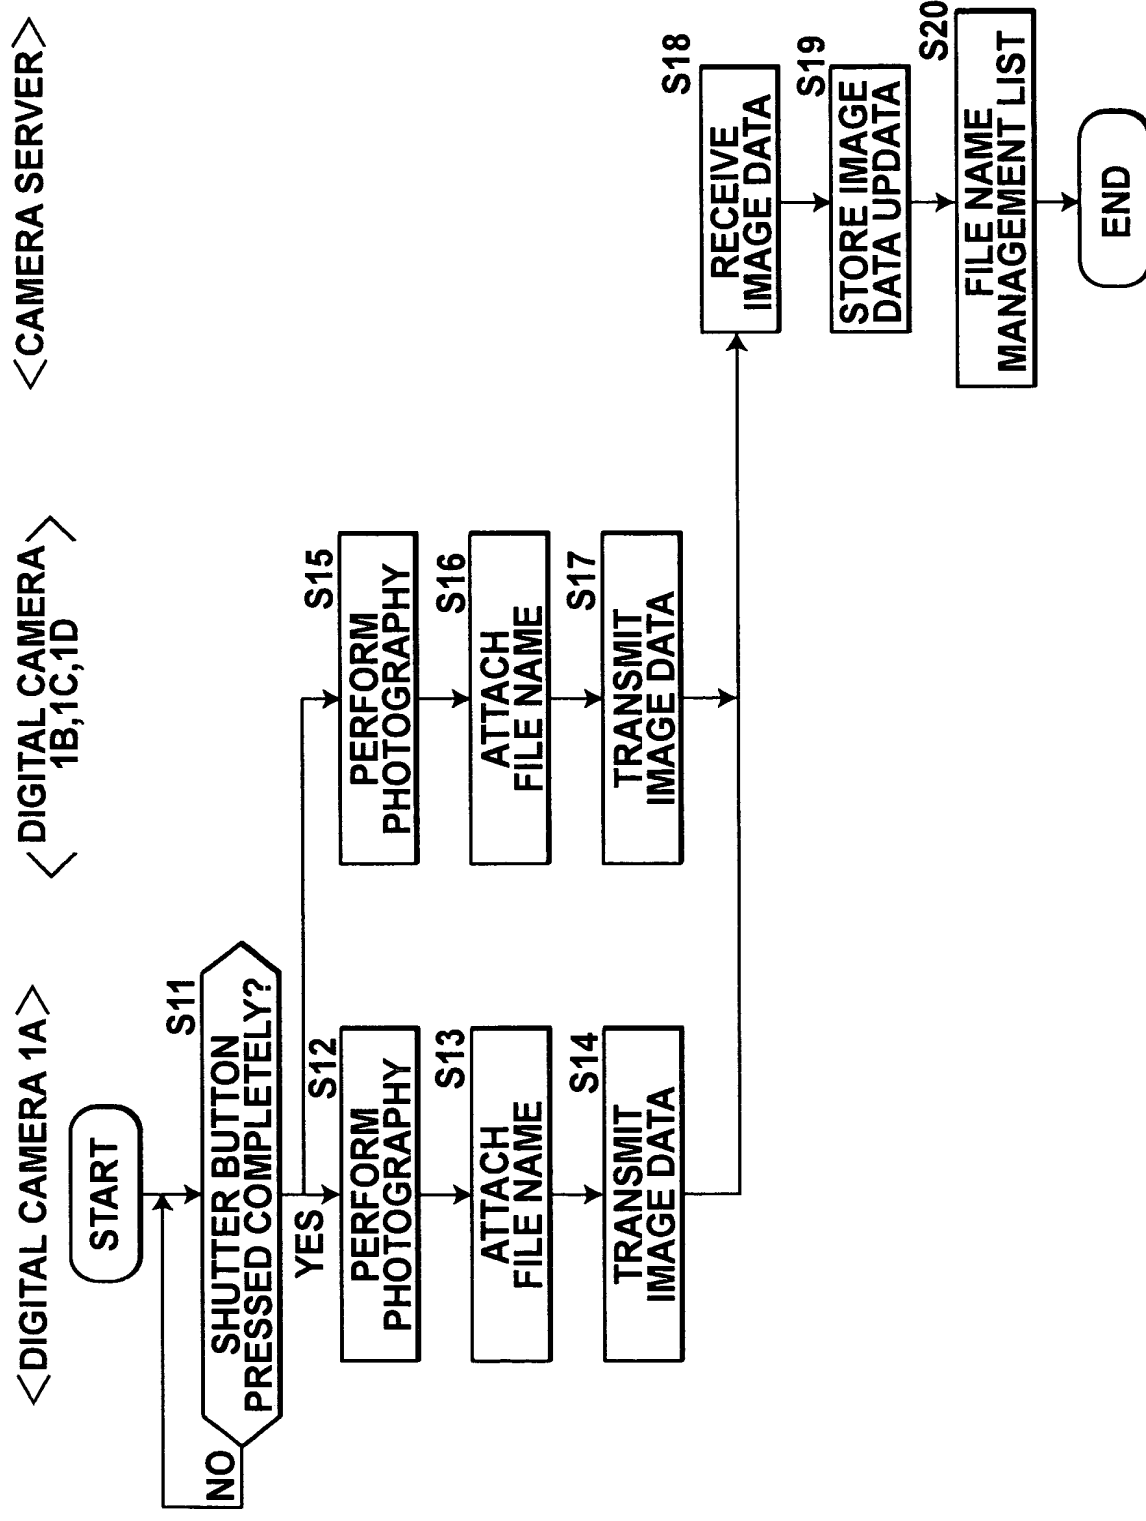 <DIGITAL CAMERA 1A>
START
S11
SHUTTER BUTTON
PRESSED COMPLETELY?
NO
YES
S12
PERFORM
PHOTOGRAPHY
S13
ATTACH
FILE NAME
S14
TRANSMIT
IMAGE DATA
<DIGITAL CAMERA
1B,1C,1D>
S15
PERFORM
PHOTOGRAPHY
S16
ATTACH
FILE NAME
S17
TRANSMIT
IMAGE DATA
<CAMERA SERVER>
S18
RECEIVE
IMAGE DATA
S19
STORE IMAGE
DATA UPDATA
S20
FILE NAME
MANAGEMENT LIST
END